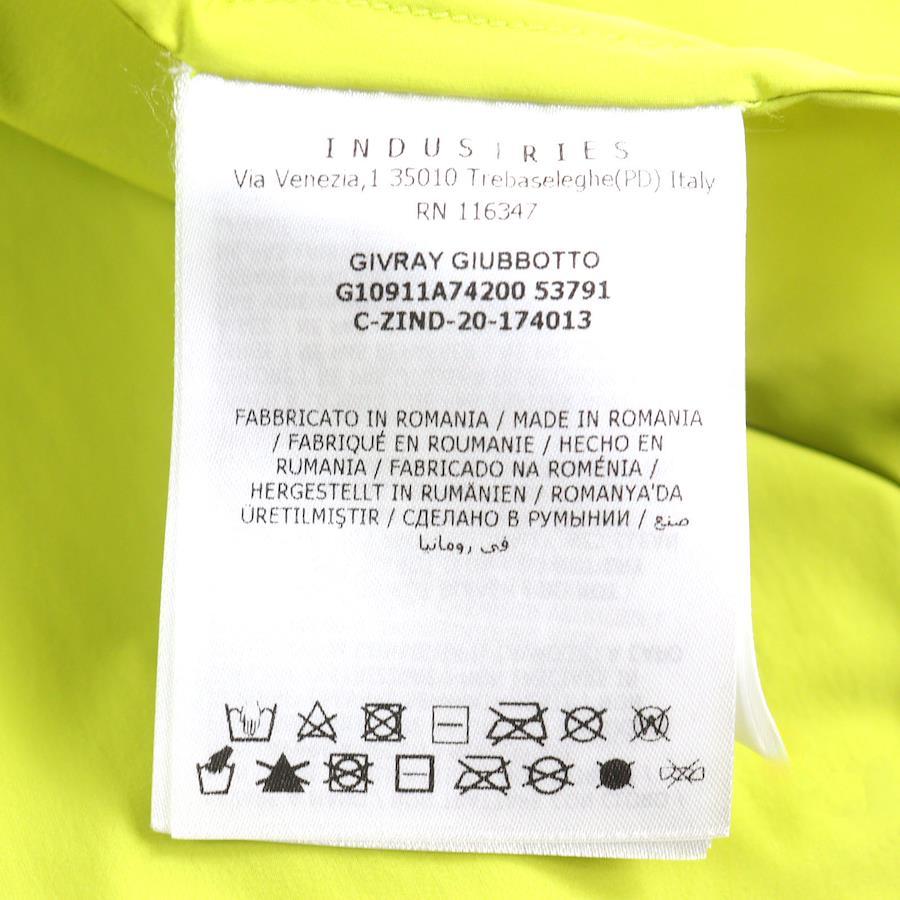 INDUSTRIES
Via Venezia,1 35010 Trebaseleghe(PD) Italy
RN 116347
GIVRAY GIUBBOTTO
G10911A74200 53791
C-ZIND-20-174013
FABBRICATO IN ROMANIA / MADE IN ROMANIA
/ FABRIQUÉ EN ROUMANIE / HECHO EN
RUMANIA / FABRICADO NA ROMÉNIA /
HERGESTELLT IN RUMÄNIEN / ROMANYA'DA
ÜRETILMIŞTIR / СДЕЛАНО В РУМЫНИИ / صنع
في رومانيا